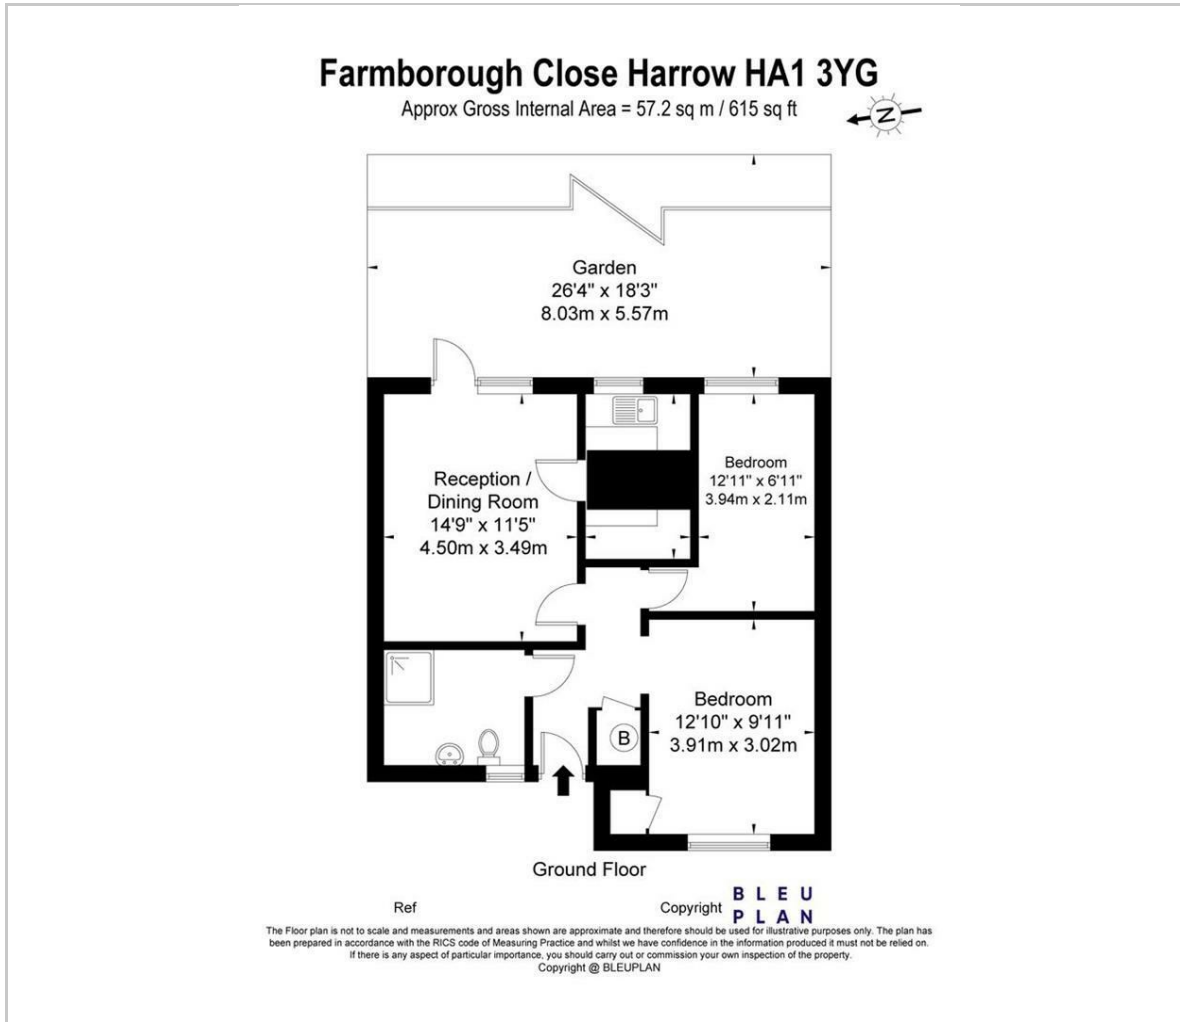 Farmborough Close Harrow HA1 3YG
Approx Gross Internal Area = 57.2 sq m / 615 sq ft
N
Garden
26'4" x 18'3"
8.03m x 5.57m
Reception /
Dining Room
14'9" x 11'5"
4.50m x 3.49m
Bedroom
12'11" x 6'11"
3.94m x 2.11m
Bedroom
12'10" x 9'11"
3.91m x 3.02m
B
Ground Floor
Ref
Copyright
BLEU
PLAN
The Floor plan is not to scale and measurements and areas shown are approximate and therefore should be used for illustrative purposes only. The plan has
been prepared in accordance with the RICS code of Measuring Practice and whilst we have confidence in the information produced it must not be relied on.
If there is any aspect of particular importance, you should carry out or commission your own inspection of the property.
Copyright @ BLEUPLAN